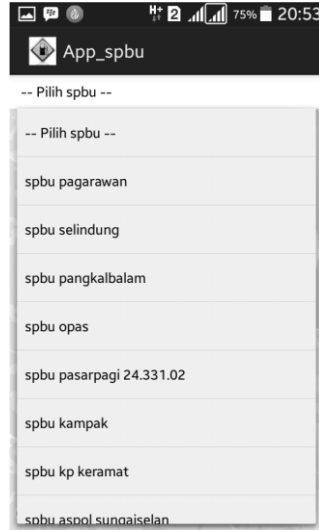 2 75% 20:53
App_spbu
-- Pilih spbu --
-- Pilih spbu --
spbu pagarawan
spbu selindung
spbu pangkalbalam
spbu opas
spbu pasarpagi 24.331.02
spbu kampak
spbu kp keramat
spbu aspol sungaiselan